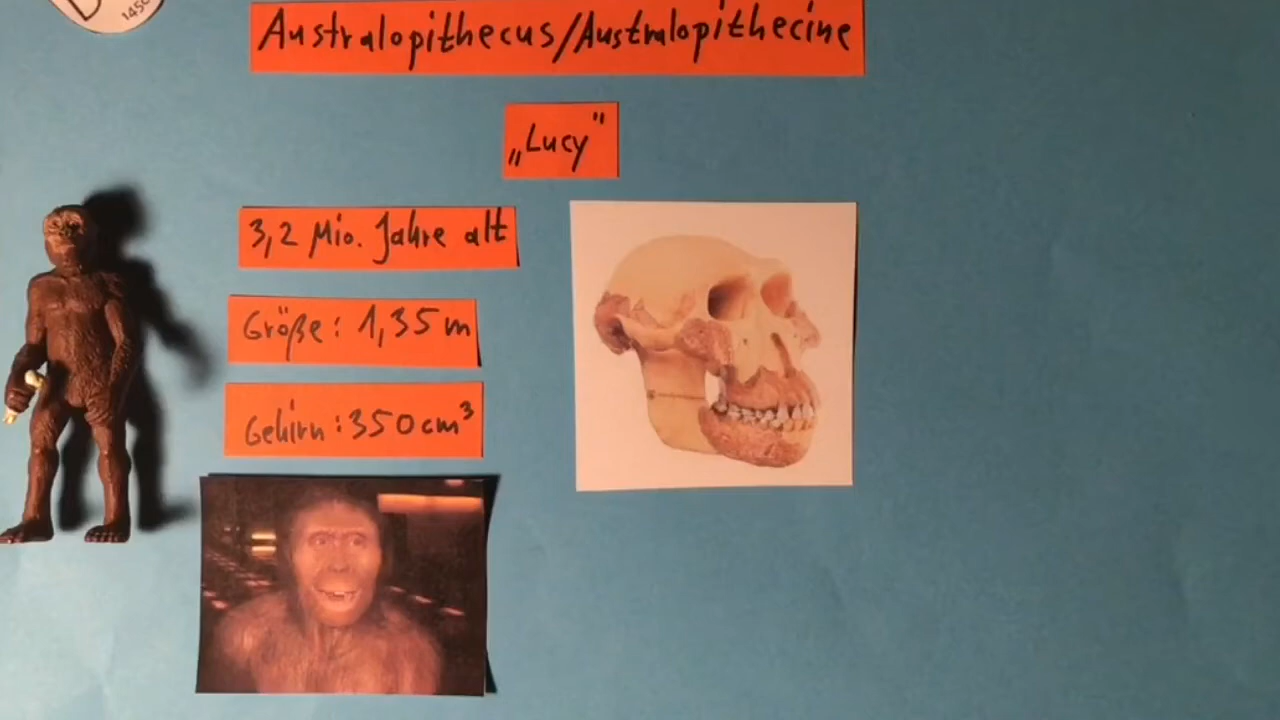 Australopithecus/Australopithecine
„Lucy"
3,2 Mio. Jahre alt
Größe: 1,35 m
Gehirn: 350 cm³